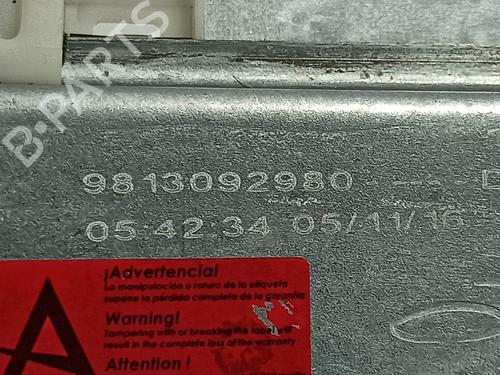 B-PARTS
9813092980 --- D
05:42:34 05/11/16
¡Advertencia!
La manipulación o rotura de la etiqueta
supone la pérdida completa de la garantía
Warning!
Tampering with or breaking the label will
result in the complete loss of the warranty
Attention !